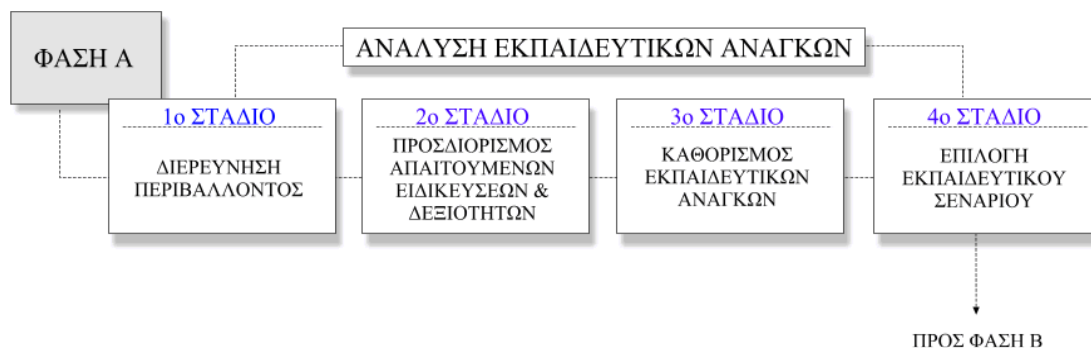 ΦΑΣΗ Α
ΑΝΑΛΥΣΗ ΕΚΠΑΙΔΕΥΤΙΚΩΝ ΑΝΑΓΚΩΝ
1ο ΣΤΑΔΙΟ
ΔΙΕΡΕΥΝΗΣΗ
ΠΕΡΙΒΑΛΛΟΝΤΟΣ
2ο ΣΤΑΔΙΟ
ΠΡΟΣΔΙΟΡΙΣΜΟΣ
ΑΠΑΙΤΟΥΜΕΝΩΝ
ΕΙΔΙΚΕΥΣΕΩΝ &
ΔΕΞΙΟΤΗΤΩΝ
3ο ΣΤΑΔΙΟ
ΚΑΘΟΡΙΣΜΟΣ
ΕΚΠΑΙΔΕΥΤΙΚΩΝ
ΑΝΑΓΚΩΝ
4ο ΣΤΑΔΙΟ
ΕΠΙΛΟΓΗ
ΕΚΠΑΙΔΕΥΤΙΚΟΥ
ΣΕΝΑΡΙΟΥ
ΠΡΟΣ ΦΑΣΗ Β